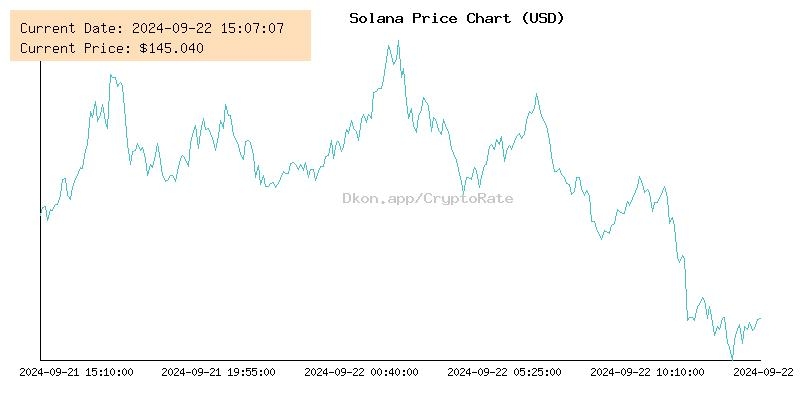 Solana Price Chart (USD)
Current Date: 2024-09-22 15:07:07
Current Price: $145.040
Dkon.app/CryptoRate
2024-09-21 15:10:00
2024-09-21 19:55:00
2024-09-22 00:40:00
2024-09-22 05:25:00
2024-09-22 10:10:00
2024-09-22